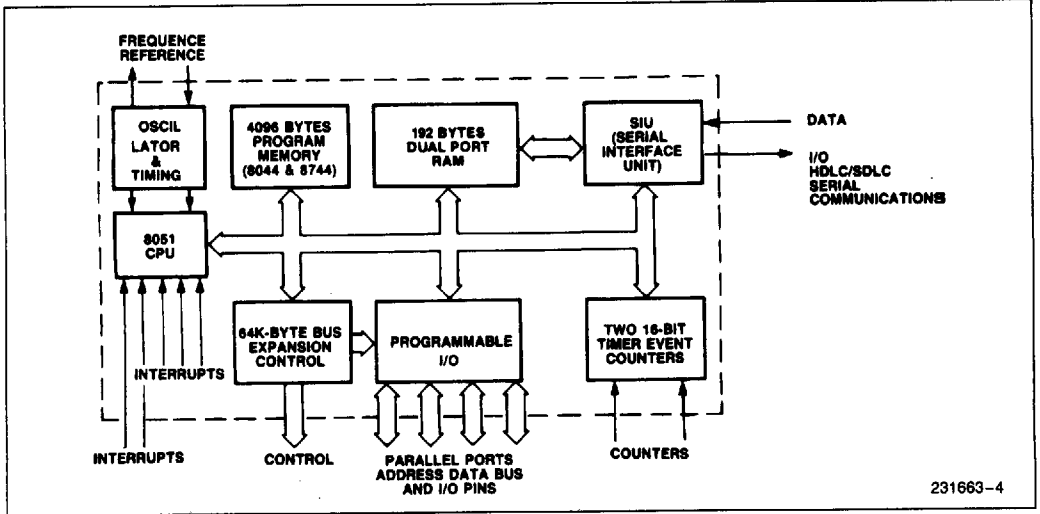 FREQUENCE
REFERENCE
OSCIL
LATOR
&
TIMING
4096 BYTES
PROGRAM
MEMORY
(8044 & 8744)
192 BYTES
DUAL PORT
RAM
SIU
(SERIAL
INTERFACE
UNIT)
DATA
I/O
HDLC/SDLC
SERIAL
COMMUNICATIONS
8051
CPU
64K-BYTE BUS
EXPANSION
CONTROL
PROGRAMMABLE
I/O
TWO 16-BIT
TIMER EVENT
COUNTERS
INTERRUPTS
INTERRUPTS
CONTROL
PARALLEL PORTS
ADDRESS DATA BUS
AND I/O PINS
COUNTERS
231663-4